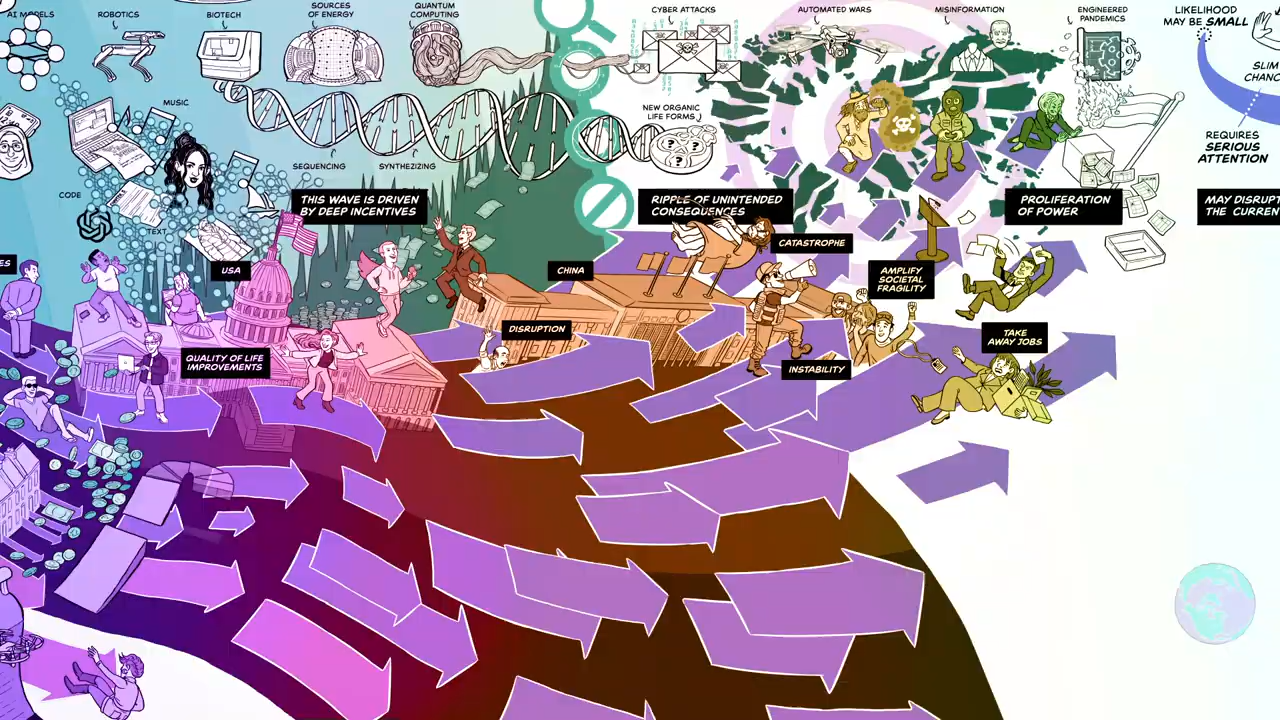 AI MODELS
ROBOTICS
BIOTECH
SOURCES
OF ENERGY
QUANTUM
COMPUTING
CYBER ATTACKS
AUTOMATED WARS
MISINFORMATION
ENGINEERED
PANDEMICS
LIKELIHOOD
MAY BE SMALL
SLIM
CHANC
MUSIC
NEW ORGANIC
LIFE FORMS
? ? ?
SEQUENCING
SYNTHEZIZING
REQUIRES
SERIOUS
ATTENTION
CODE
TEXT
THIS WAVE IS DRIVEN
BY DEEP INCENTIVES
RIPPLE OF UNINTENDED
CONSEQUENCES
PROLIFERATION
OF POWER
MAY DISRUPT
THE CURREN
ES
USA
CHINA
CATASTROPHE
AMPLIFY
SOCIETAL
FRAGILITY
DISRUPTION
TAKE
AWAY JOBS
QUALITY OF LIFE
IMPROVEMENTS
INSTABILITY